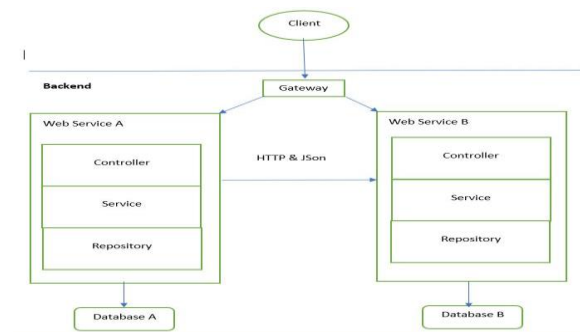 Client
Backend
Gateway
Web Service A
Web Service B
Controller
HTTP & JSon
Controller
Service
Service
Repository
Repository
Database A
Database B